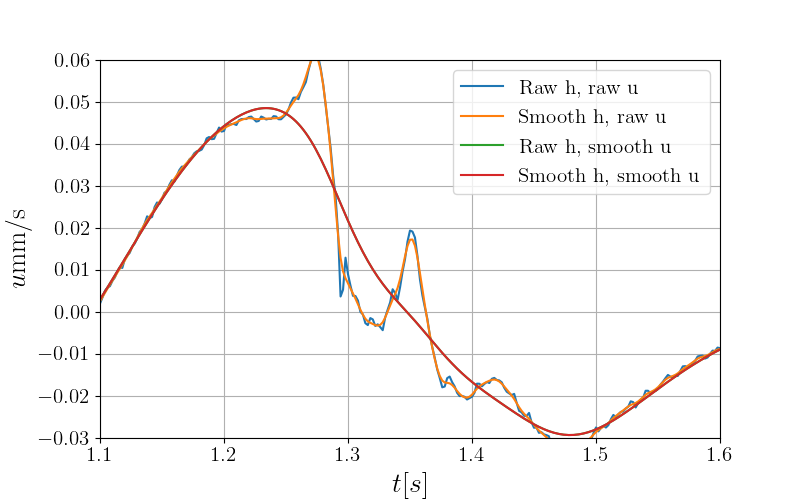 0.06
0.05
0.04
0.03
0.02
0.01
0.00
−0.01
−0.02
−0.03
umm/s
Raw h, raw u
Smooth h, raw u
Raw h, smooth u
Smooth h, smooth u
1.1 1.2 1.3 1.4 1.5 1.6
t[s]